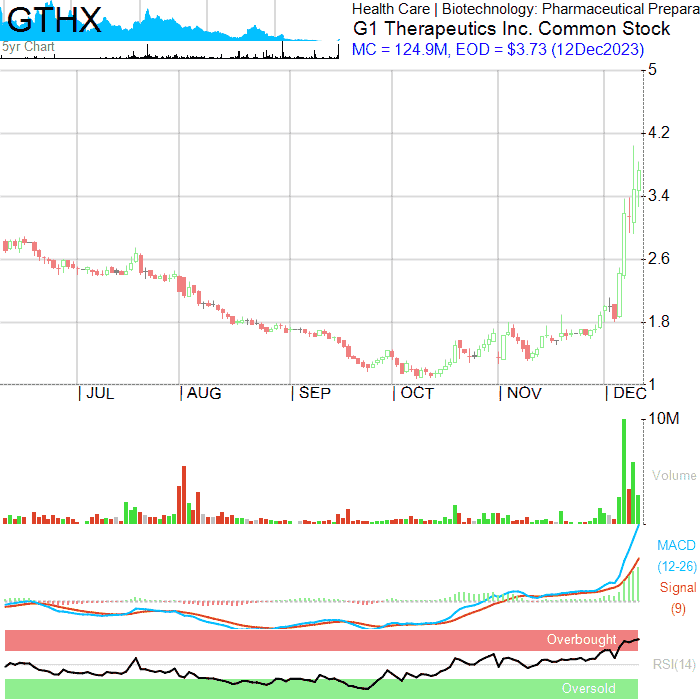 GTHX
Health Care | Biotechnology: Pharmaceutical Prepara
G1 Therapeutics Inc. Common Stock
MC = 124.9M, EOD = $3.73 (12Dec2023)
5yr Chart
5
4.2
3.4
2.6
1.8
1
JUL
AUG
SEP
OCT
NOV
DEC
10M
Volume
MACD
(12-26)
Signal
(9)
Overbought
RSI(14)
Oversold